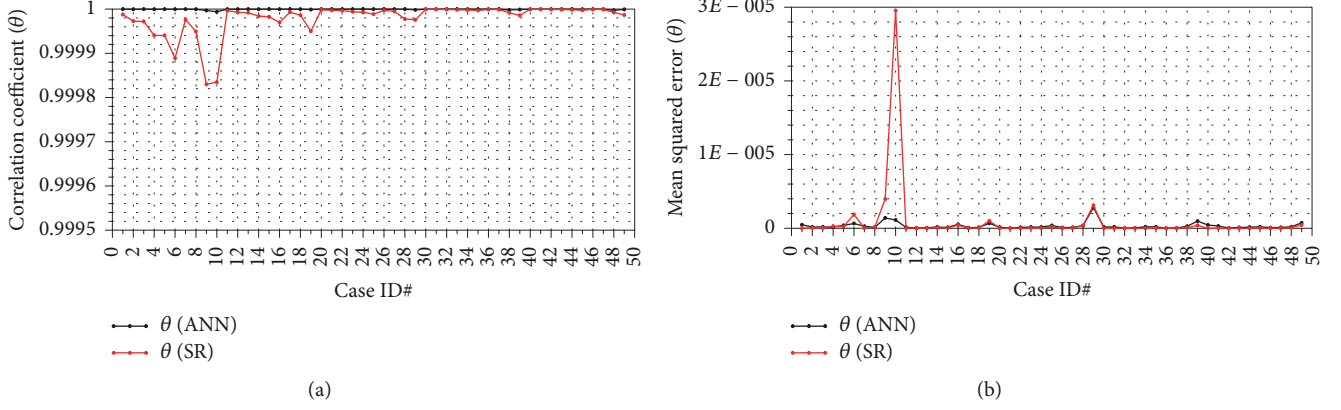 Correlation coefficient (θ)
1
0.9999
0.9998
0.9997
0.9996
0.9995
0 2 4 6 8 10 12 14 16 18 20 22 24 26 28 30 32 34 36 38 40 42 44 46 48 50
Case ID#
θ (ANN)
θ (SR)
(a)
Mean squared error (θ)
3E − 005
2E − 005
1E − 005
0
0 2 4 6 8 10 12 14 16 18 20 22 24 26 28 30 32 34 36 38 40 42 44 46 48 50
Case ID#
θ (ANN)
θ (SR)
(b)